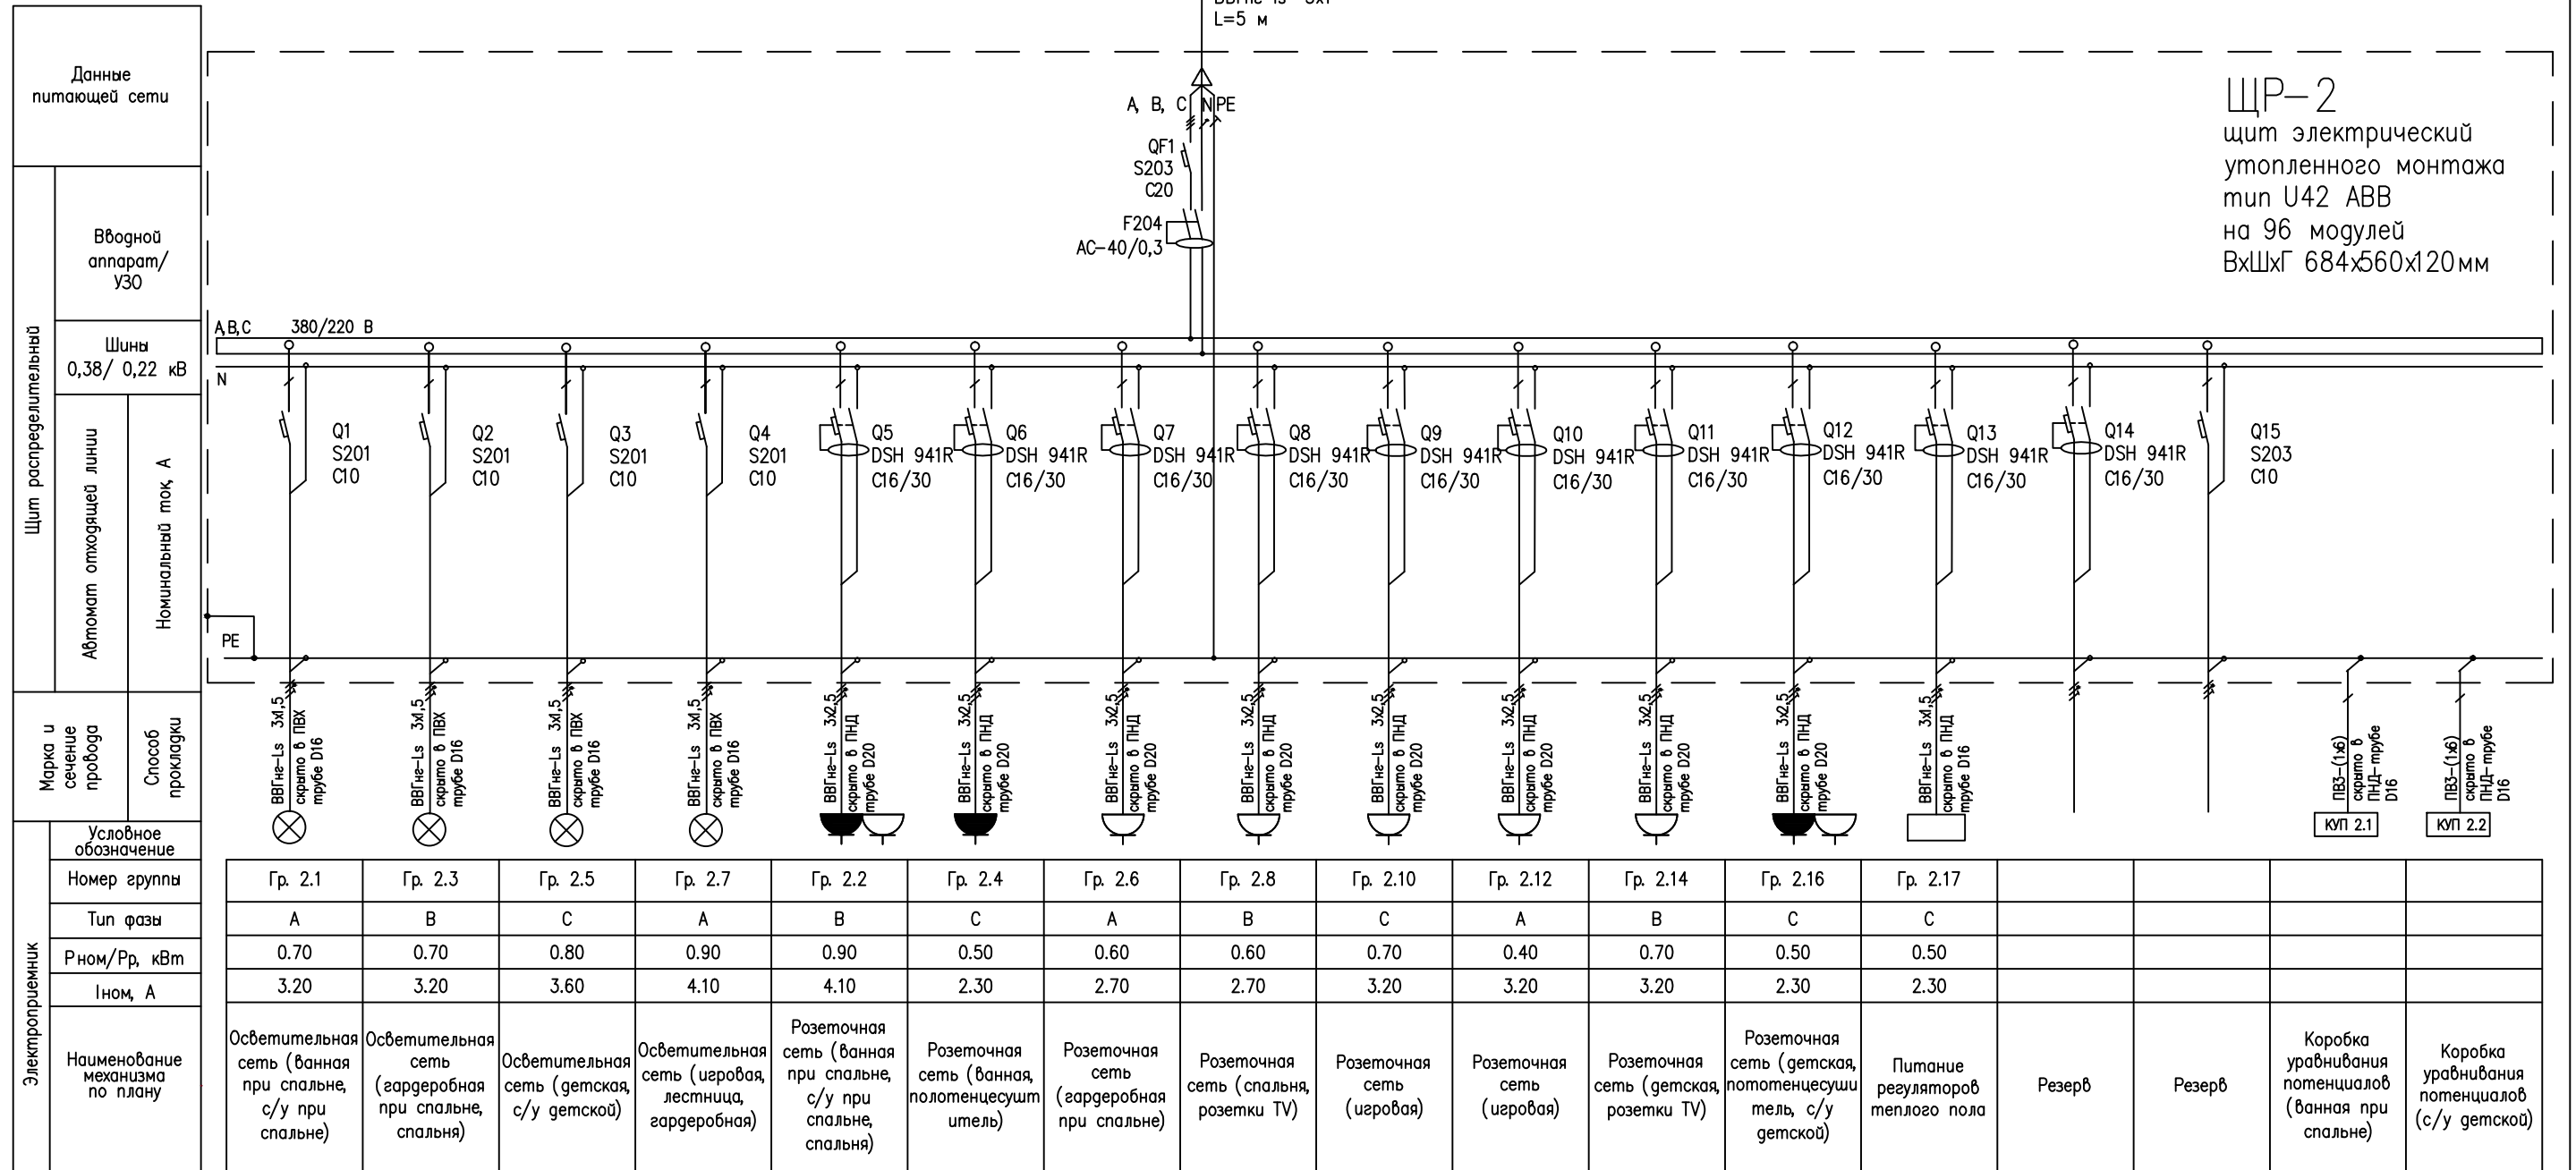 L=5 м
Данные
питающей сети
A, B, C
N
PE
QF1
S203
C20
F204
AC-40/0,3
ЩР-2
щит электрический
утопленного монтажа
тип U42 ABB
на 96 модулей
ВхШхГ 684х560х120мм
Щит распределительный
Вводной
аппарат/
УЗО
Шины
0,38/ 0,22 кВ
A,B,C
380/220 В
N
Автомат отходящей линии
Номинальный ток, А
Q1
S201
C10
Q2
S201
C10
Q3
S201
C10
Q4
S201
C10
Q5
DSH 941R
C16/30
Q6
DSH 941R
C16/30
Q7
DSH 941R
C16/30
Q8
DSH 941R
C16/30
Q9
DSH 941R
C16/30
Q10
DSH 941R
C16/30
Q11
DSH 941R
C16/30
Q12
DSH 941R
C16/30
Q13
DSH 941R
C16/30
Q14
DSH 941R
C16/30
Q15
S203
C10
PE
Марка и
сечение
провода
Способ
прокладки
ВВГнг-Ls 3х1,5
скрыто в ПВХ
трубе D16
ВВГнг-Ls 3х1,5
скрыто в ПВХ
трубе D16
ВВГнг-Ls 3х1,5
скрыто в ПВХ
трубе D16
ВВГнг-Ls 3х1,5
скрыто в ПВХ
трубе D16
ВВГнг-Ls 3х2,5
скрыто в ПНД
трубе D20
ВВГнг-Ls 3х2,5
скрыто в ПНД
трубе D20
ВВГнг-Ls 3х2,5
скрыто в ПНД
трубе D20
ВВГнг-Ls 3х2,5
скрыто в ПНД
трубе D20
ВВГнг-Ls 3х2,5
скрыто в ПНД
трубе D20
ВВГнг-Ls 3х2,5
скрыто в ПНД
трубе D20
ВВГнг-Ls 3х2,5
скрыто в ПНД
трубе D20
ВВГнг-Ls 3х2,5
скрыто в ПНД
трубе D20
ВВГнг-Ls 3х1,5
скрыто в ПНД
трубе D16
ПВ3-(1х6)
скрыто в
ПНД-трубе
D16
ПВ3-(1х6)
скрыто в
ПНД-трубе
D16
Электроприемник
Условное
обозначение
КУП 2.1
КУП 2.2
Номер группы
Гр. 2.1
Гр. 2.3
Гр. 2.5
Гр. 2.7
Гр. 2.2
Гр. 2.4
Гр. 2.6
Гр. 2.8
Гр. 2.10
Гр. 2.12
Гр. 2.14
Гр. 2.16
Гр. 2.17
Тип фазы
A
B
C
A
B
C
A
B
C
A
B
C
C
Рном/Рр, кВт
0.70
0.70
0.80
0.90
0.90
0.50
0.60
0.60
0.70
0.40
0.70
0.50
0.50
Iном, А
3.20
3.20
3.60
4.10
4.10
2.30
2.70
2.70
3.20
3.20
3.20
2.30
2.30
Наименование
механизма
по плану
Осветительная
сеть (ванная
при спальне,
с/у при
спальне)
Осветительная
сеть
(гардеробная
при спальне,
спальня)
Осветительная
сеть (детская,
с/у детской)
Осветительная
сеть (игровая,
лестница,
гардеробная)
Розеточная
сеть (ванная
при спальне,
с/у при
спальне,
спальня)
Розеточная
сеть (ванная,
полотенцесушт
итель)
Розеточная
сеть
(гардеробная
при спальне)
Розеточная
сеть (спальня,
розетки TV)
Розеточная
сеть
(игровая)
Розеточная
сеть
(игровая)
Розеточная
сеть (детская,
розетки TV)
Розеточная
сеть (детская,
пототенцесуши
тель, с/у
детской)
Питание
регуляторов
теплого пола
Резерв
Резерв
Коробка
уравнивания
потенциалов
(ванная при
спальне)
Коробка
уравнивания
потенциалов
(с/у детской)